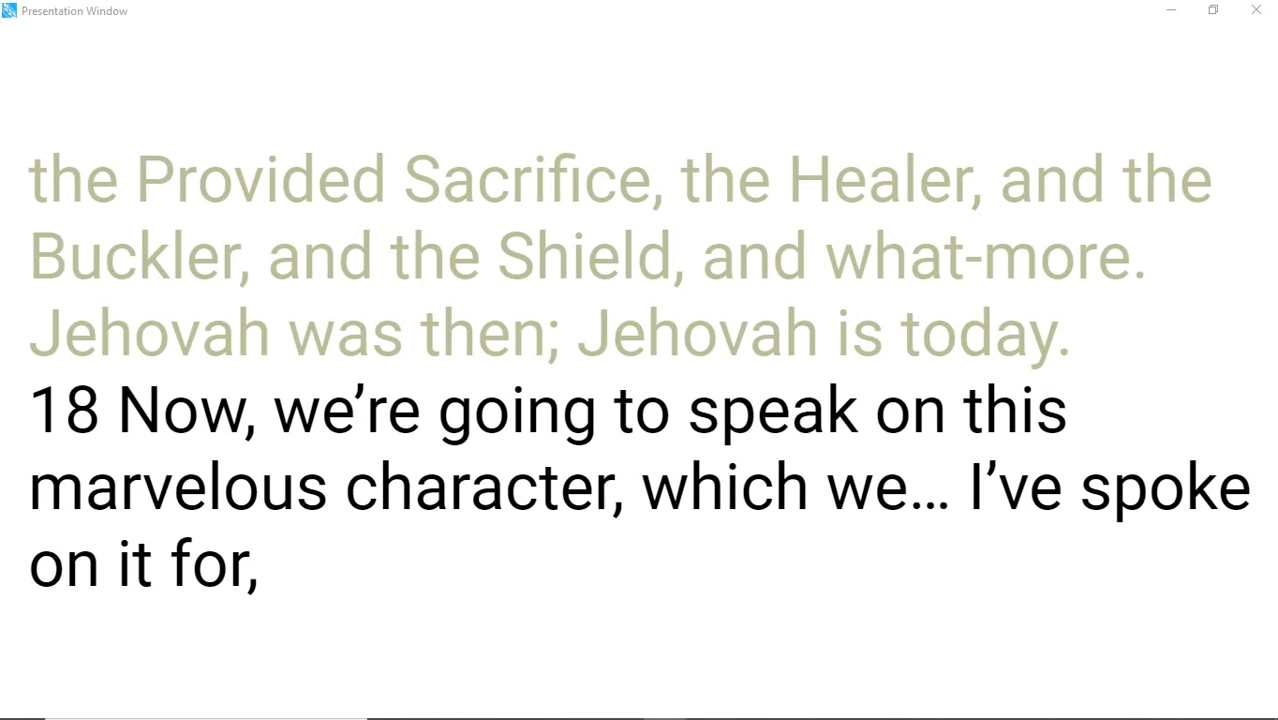 Presentation Window
the Provided Sacrifice, the Healer, and the
Buckler, and the Shield, and what-more.
Jehovah was then; Jehovah is today.
18 Now, we’re going to speak on this
marvelous character, which we… I’ve spoke
on it for,